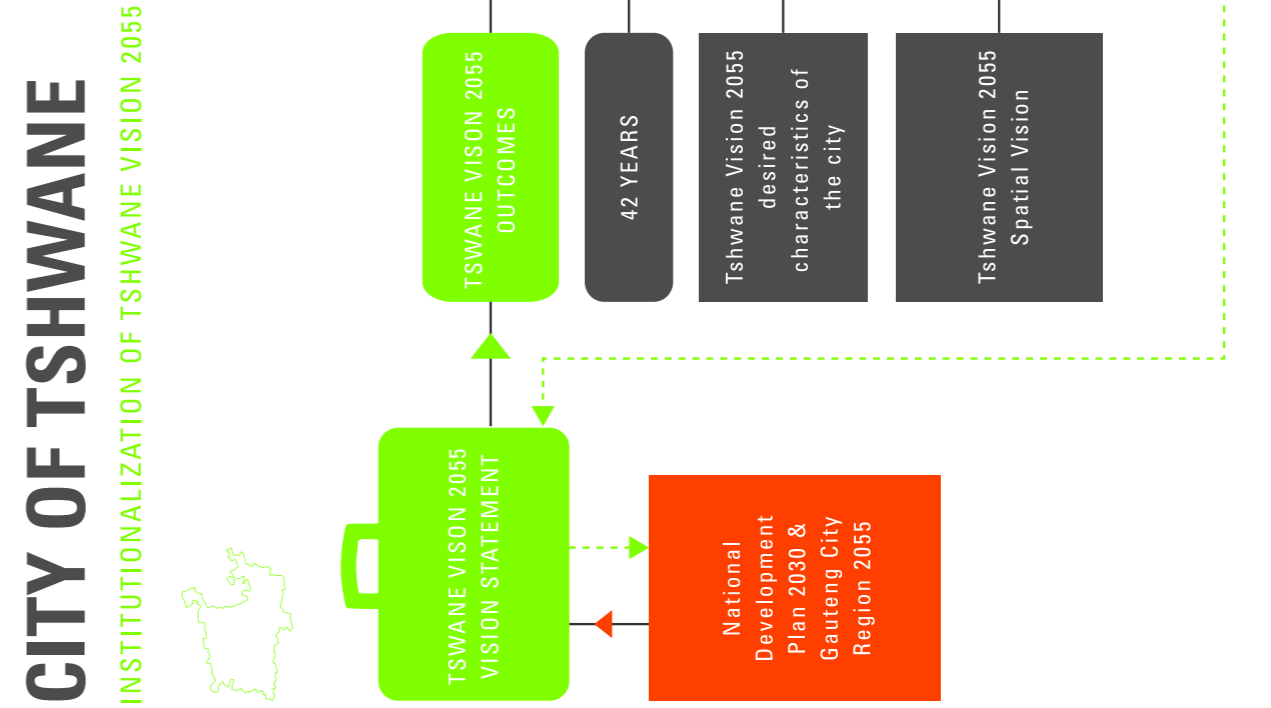 CITY OF TSHWANE
INSTITUTIONALIZATION OF TSHWANE VISION 2055
TSWANE VISON 2055
VISION STATEMENT
National
Development
Plan 2030 &
Gauteng City
Region 2055
TSWANE VISON 2055
OUTCOMES
42 YEARS
Tshwane Vision 2055
desired
characteristics of
the city
Tshwane Vision 2055
Spatial Vision